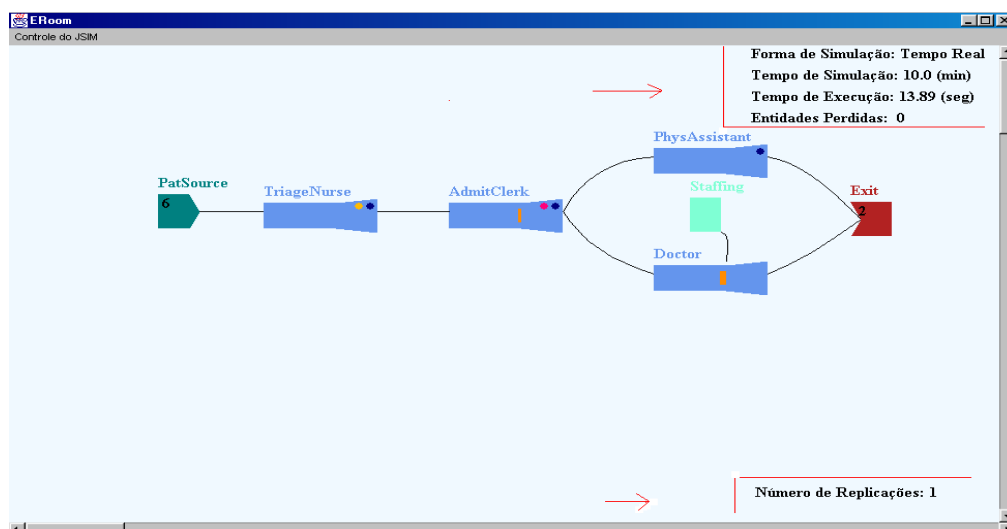 ERoom
Controle do JSIM
Forma de Simulação: Tempo Real
Tempo de Simulação: 10.0 (min)
Tempo de Execução: 13.89 (seg)
Entidades Perdidas: 0
PhysAssistant
PatSource
6
TriageNurse
AdmitClerk
Staffing
Exit
2
Doctor
Número de Replicações: 1